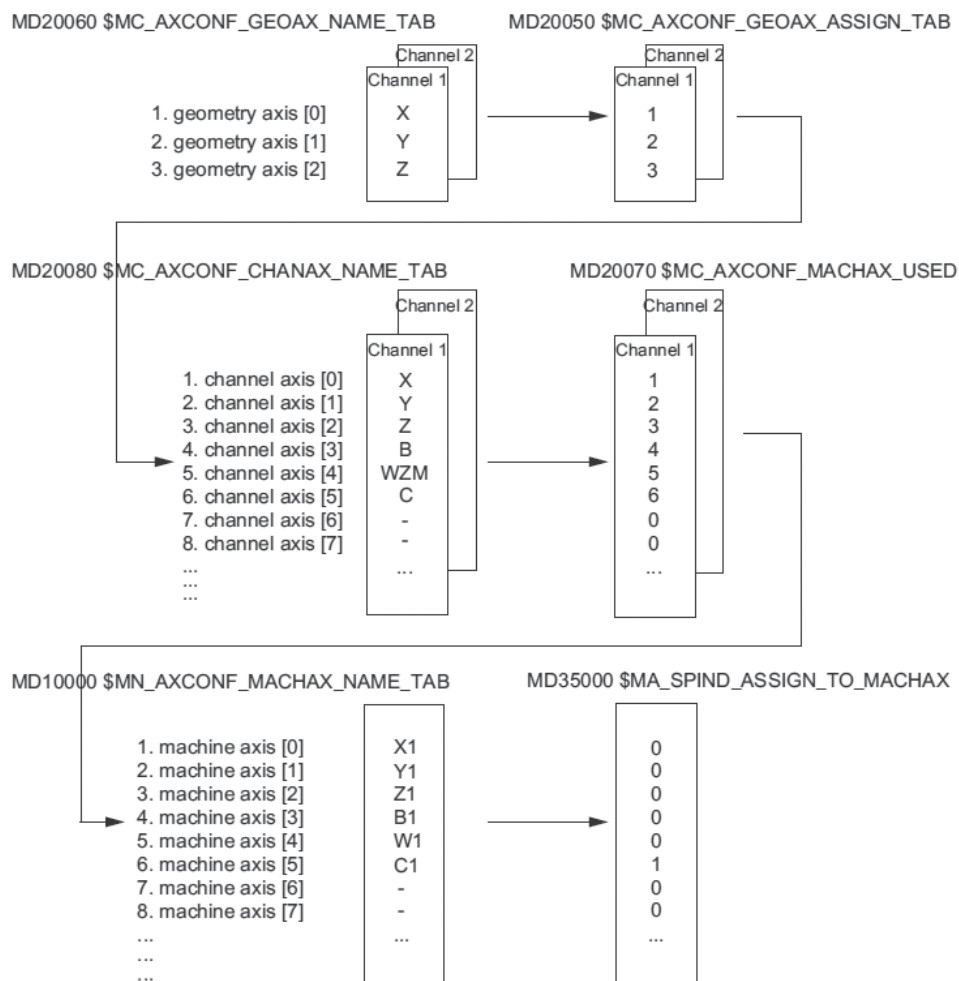 MD20060 $MC_AXCONF_GEOAX_NAME_TAB MD20050 $MC_AXCONF_GEOAX_ASSIGN_TAB
Channel 2 Channel 2
Channel 1 Channel 1
1. geometry axis [0] X 1
2. geometry axis [1] Y 2
3. geometry axis [2] Z 3
MD20080 $MC_AXCONF_CHANAX_NAME_TAB MD20070 $MC_AXCONF_MACHAX_USED
Channel 2 Channel 2
Channel 1 Channel 1
1. channel axis [0] X 1
2. channel axis [1] Y 2
3. channel axis [2] Z 3
4. channel axis [3] B 4
5. channel axis [4] WZM 5
6. channel axis [5] C 6
7. channel axis [6] - 0
8. channel axis [7] - 0
... ... ...
...
...
MD10000 $MN_AXCONF_MACHAX_NAME_TAB MD35000 $MA_SPIND_ASSIGN_TO_MACHAX
1. machine axis [0] X1 0
2. machine axis [1] Y1 0
3. machine axis [2] Z1 0
4. machine axis [3] B1 0
5. machine axis [4] W1 0
6. machine axis [5] C1 1
7. machine axis [6] - 0
8. machine axis [7] - 0
... ... ...
...
...